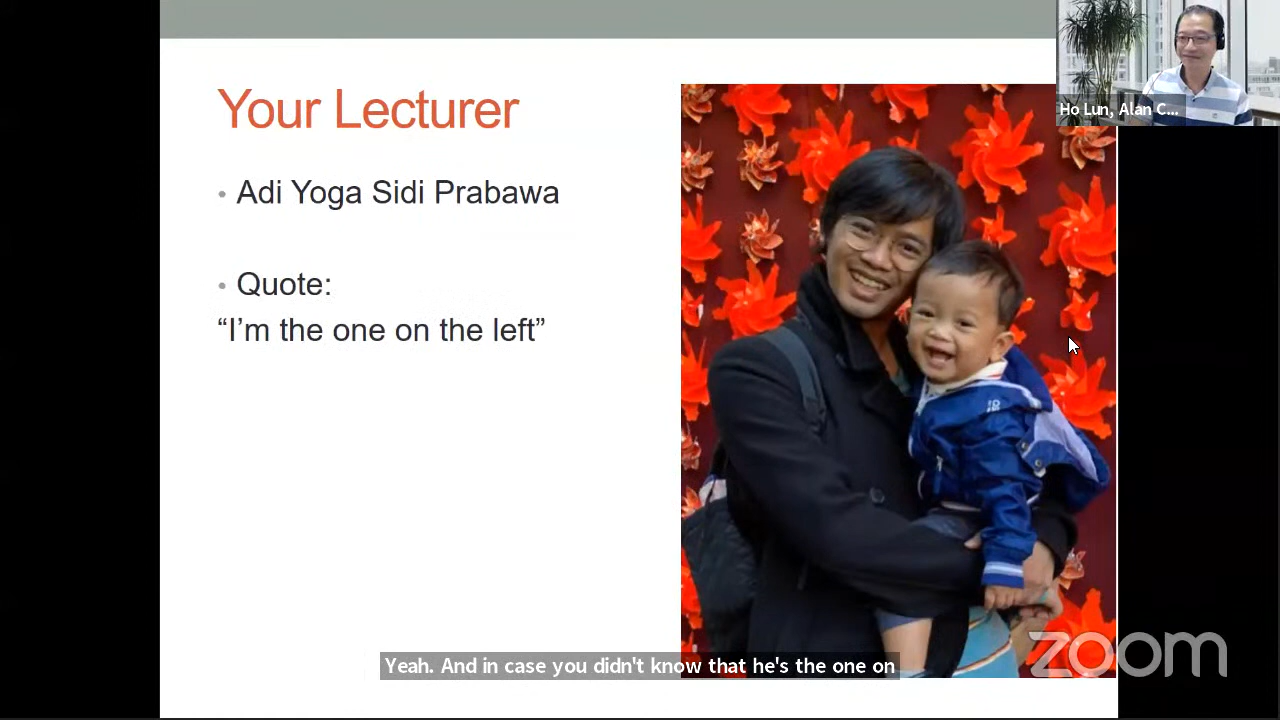 Your Lecturer
• Adi Yoga Sidi Prabawa
• Quote:
“I’m the one on the left”
Ho Lun, Alan C...
Yeah. And in case you didn't know that he's the one on
zoom